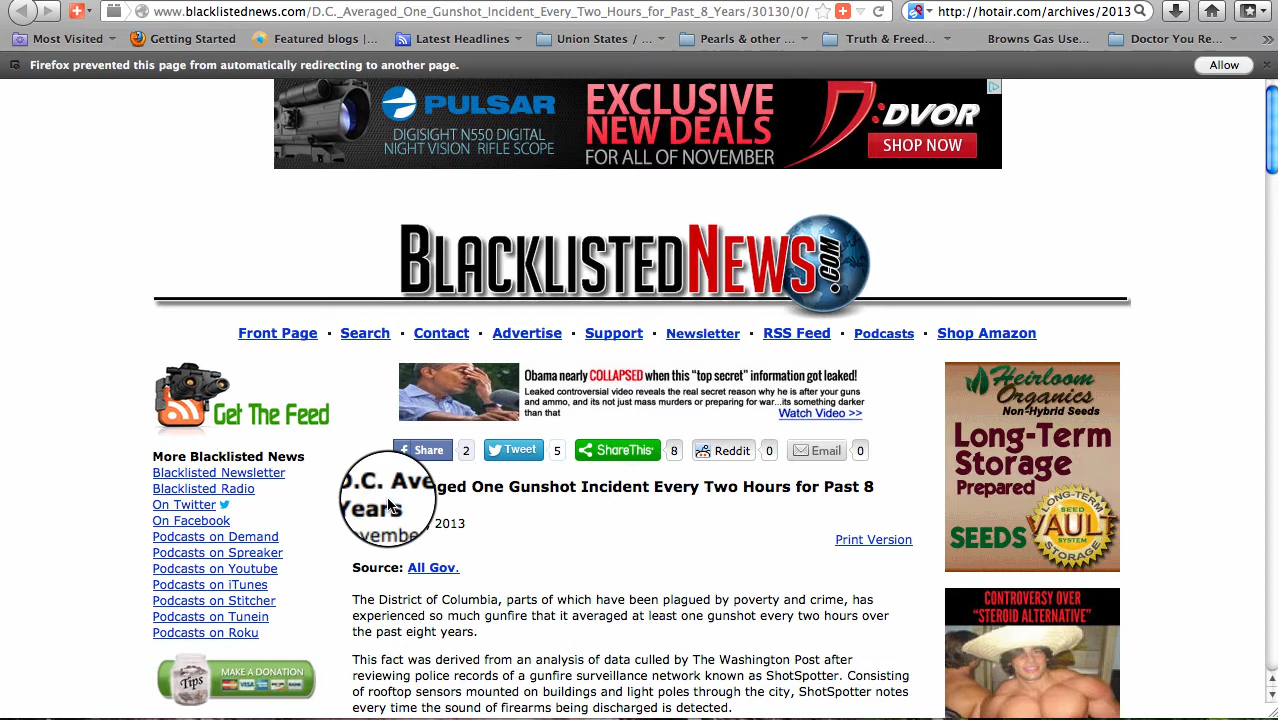 www.blacklistednews.com/D.C._Averaged_One_Gunshot_Incident_Every_Two_Hours_for_Past_8_Years/30130/0/
http://hotair.com/archives/2013
Most Visited
Getting Started
Featured blogs |...
Latest Headlines
Union States / ...
Pearls & other ...
Truth & Freed...
Browns Gas Use...
Doctor You Re...
Firefox prevented this page from automatically redirecting to another page.
Allow
PULSAR
DIGISIGHT N550 DIGITAL
NIGHT VISION RIFLE SCOPE
EXCLUSIVE
NEW DEALS
FOR ALL OF NOVEMBER
DVOR
SHOP NOW
BLACKLISTEDNEWS.COM
Front Page · Search · Contact · Advertise · Support · Newsletter · RSS Feed · Podcasts · Shop Amazon
GET THE FEED
More Blacklisted News
Blacklisted Newsletter
Blacklisted Radio
On Twitter
On Facebook
Podcasts on Demand
Podcasts on Spreaker
Podcasts on Youtube
Podcasts on iTunes
Podcasts on Stitcher
Podcasts on Tunein
Podcasts on Roku
Tips
MAKE A DONATION
Obama nearly COLLAPSED when this "top secret" information got leaked!
Leaked controversial video reveals the real secret reason why he is after your guns
and ammo, and its not just mass murders or preparing for war...its something darker
than that
Watch Video >>
Share 2
Tweet 5
ShareThis 8
Reddit 0
Email 0
D.C. Averaged One Gunshot Incident Every Two Hours for Past 8
Years
2013
Print Version
Source: All Gov.
The District of Columbia, parts of which have been plagued by poverty and crime, has
experienced so much gunfire that it averaged at least one gunshot every two hours over
the past eight years.
This fact was derived from an analysis of data culled by The Washington Post after
reviewing police records of a gunfire surveillance network known as ShotSpotter. Consisting
of rooftop sensors mounted on buildings and light poles through the city, ShotSpotter notes
every time the sound of firearms being discharged is detected.
Heirloom
Organics
Non-Hybrid Seeds
Long-Term
Storage
Prepared
SEEDS
LONG-TERM
SEED
VAULT
SYSTEM
STORAGE
CONTROVERSY OVER
"STEROID ALTERNATIVE"